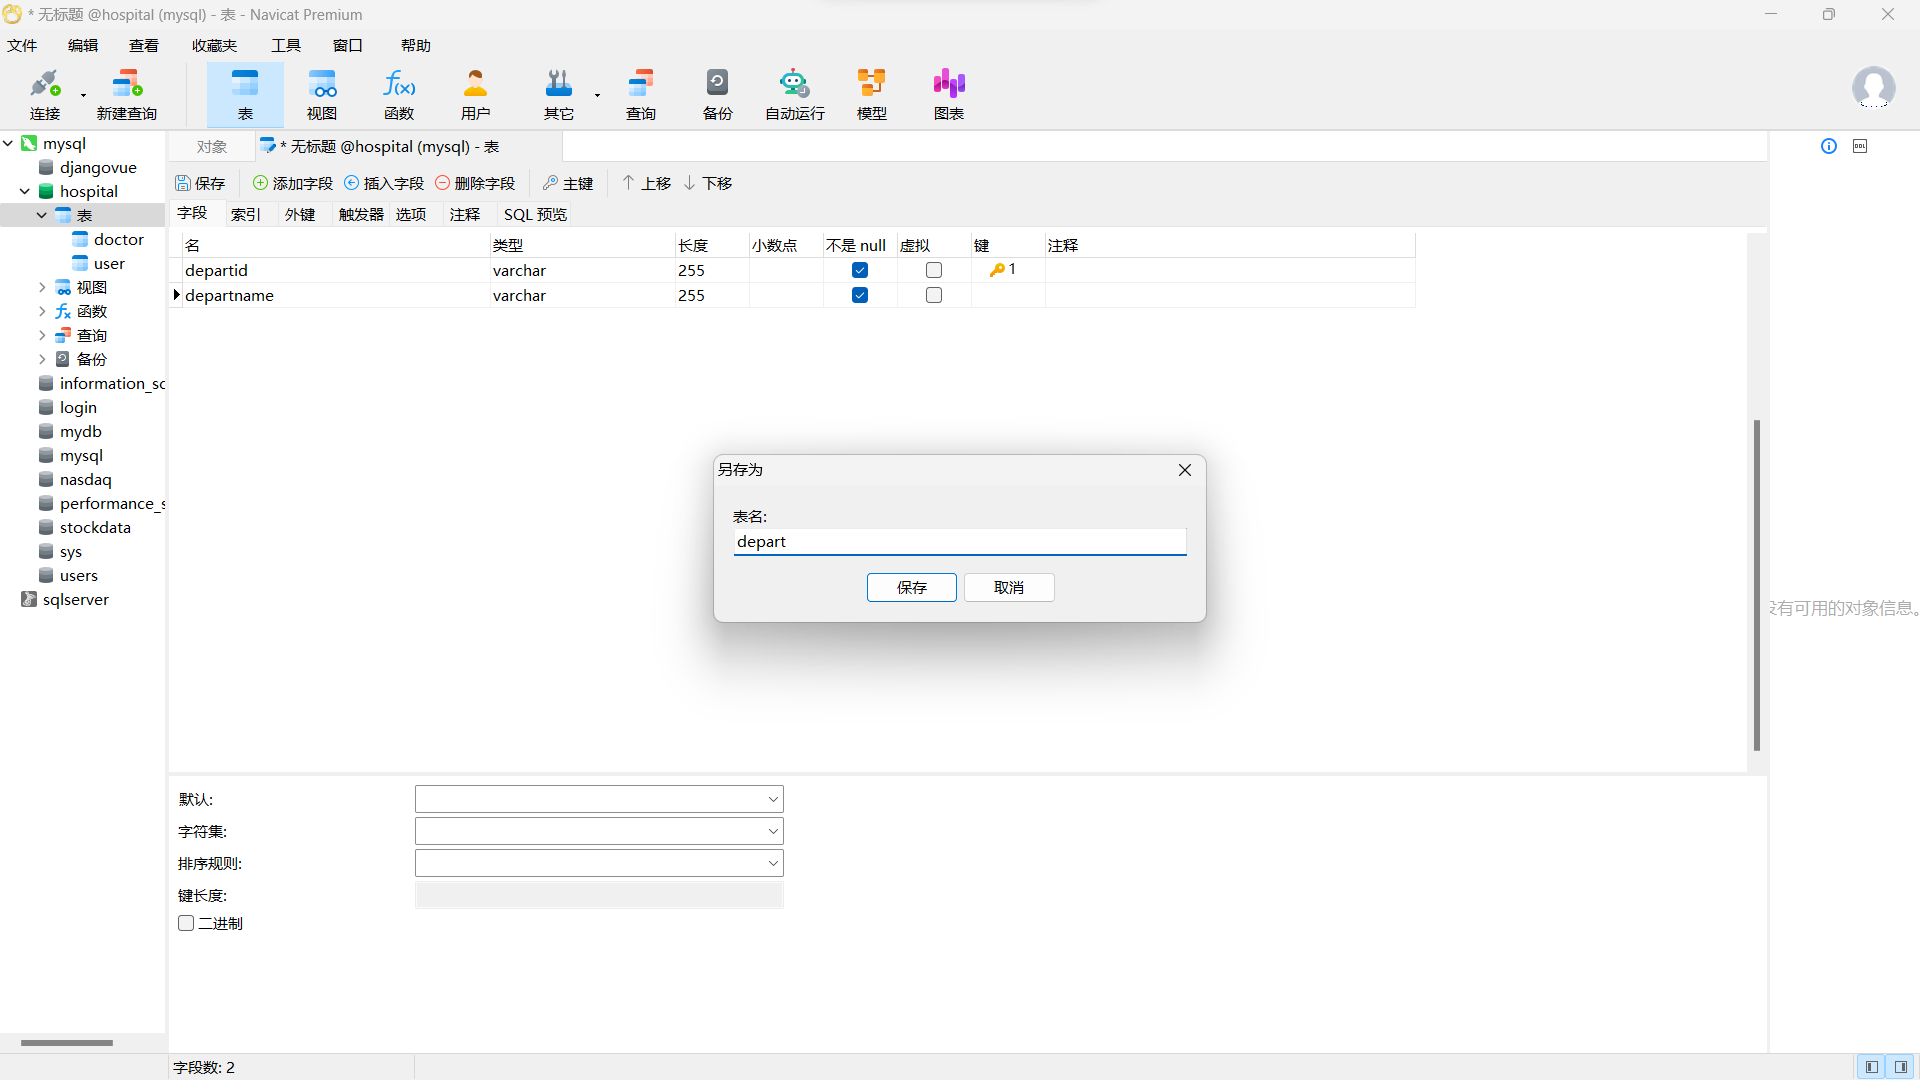 * 无标题 @hospital (mysql) - 表 - Navicat Premium
文件 编辑 查看 收藏夹 工具 窗口 帮助
连接 新建查询 表 视图 函数 用户 其它 查询 备份 自动运行 模型 图表
mysql
djangovue
hospital
表
doctor
user
视图
函数
查询
备份
information_sc
login
mydb
mysql
nasdaq
performance_s
stockdata
sys
users
sqlserver
对象 * 无标题 @hospital (mysql) - 表
保存 添加字段 插入字段 删除字段 主键 上移 下移
字段 索引 外键 触发器 选项 注释 SQL 预览
名 类型 长度 小数点 不是 null 虚拟 键 注释
departid varchar 255 1
departname varchar 255
另存为
表名:
depart
保存 取消
没有可用的对象信息。
默认:
字符集:
排序规则:
键长度:
二进制
字段数: 2